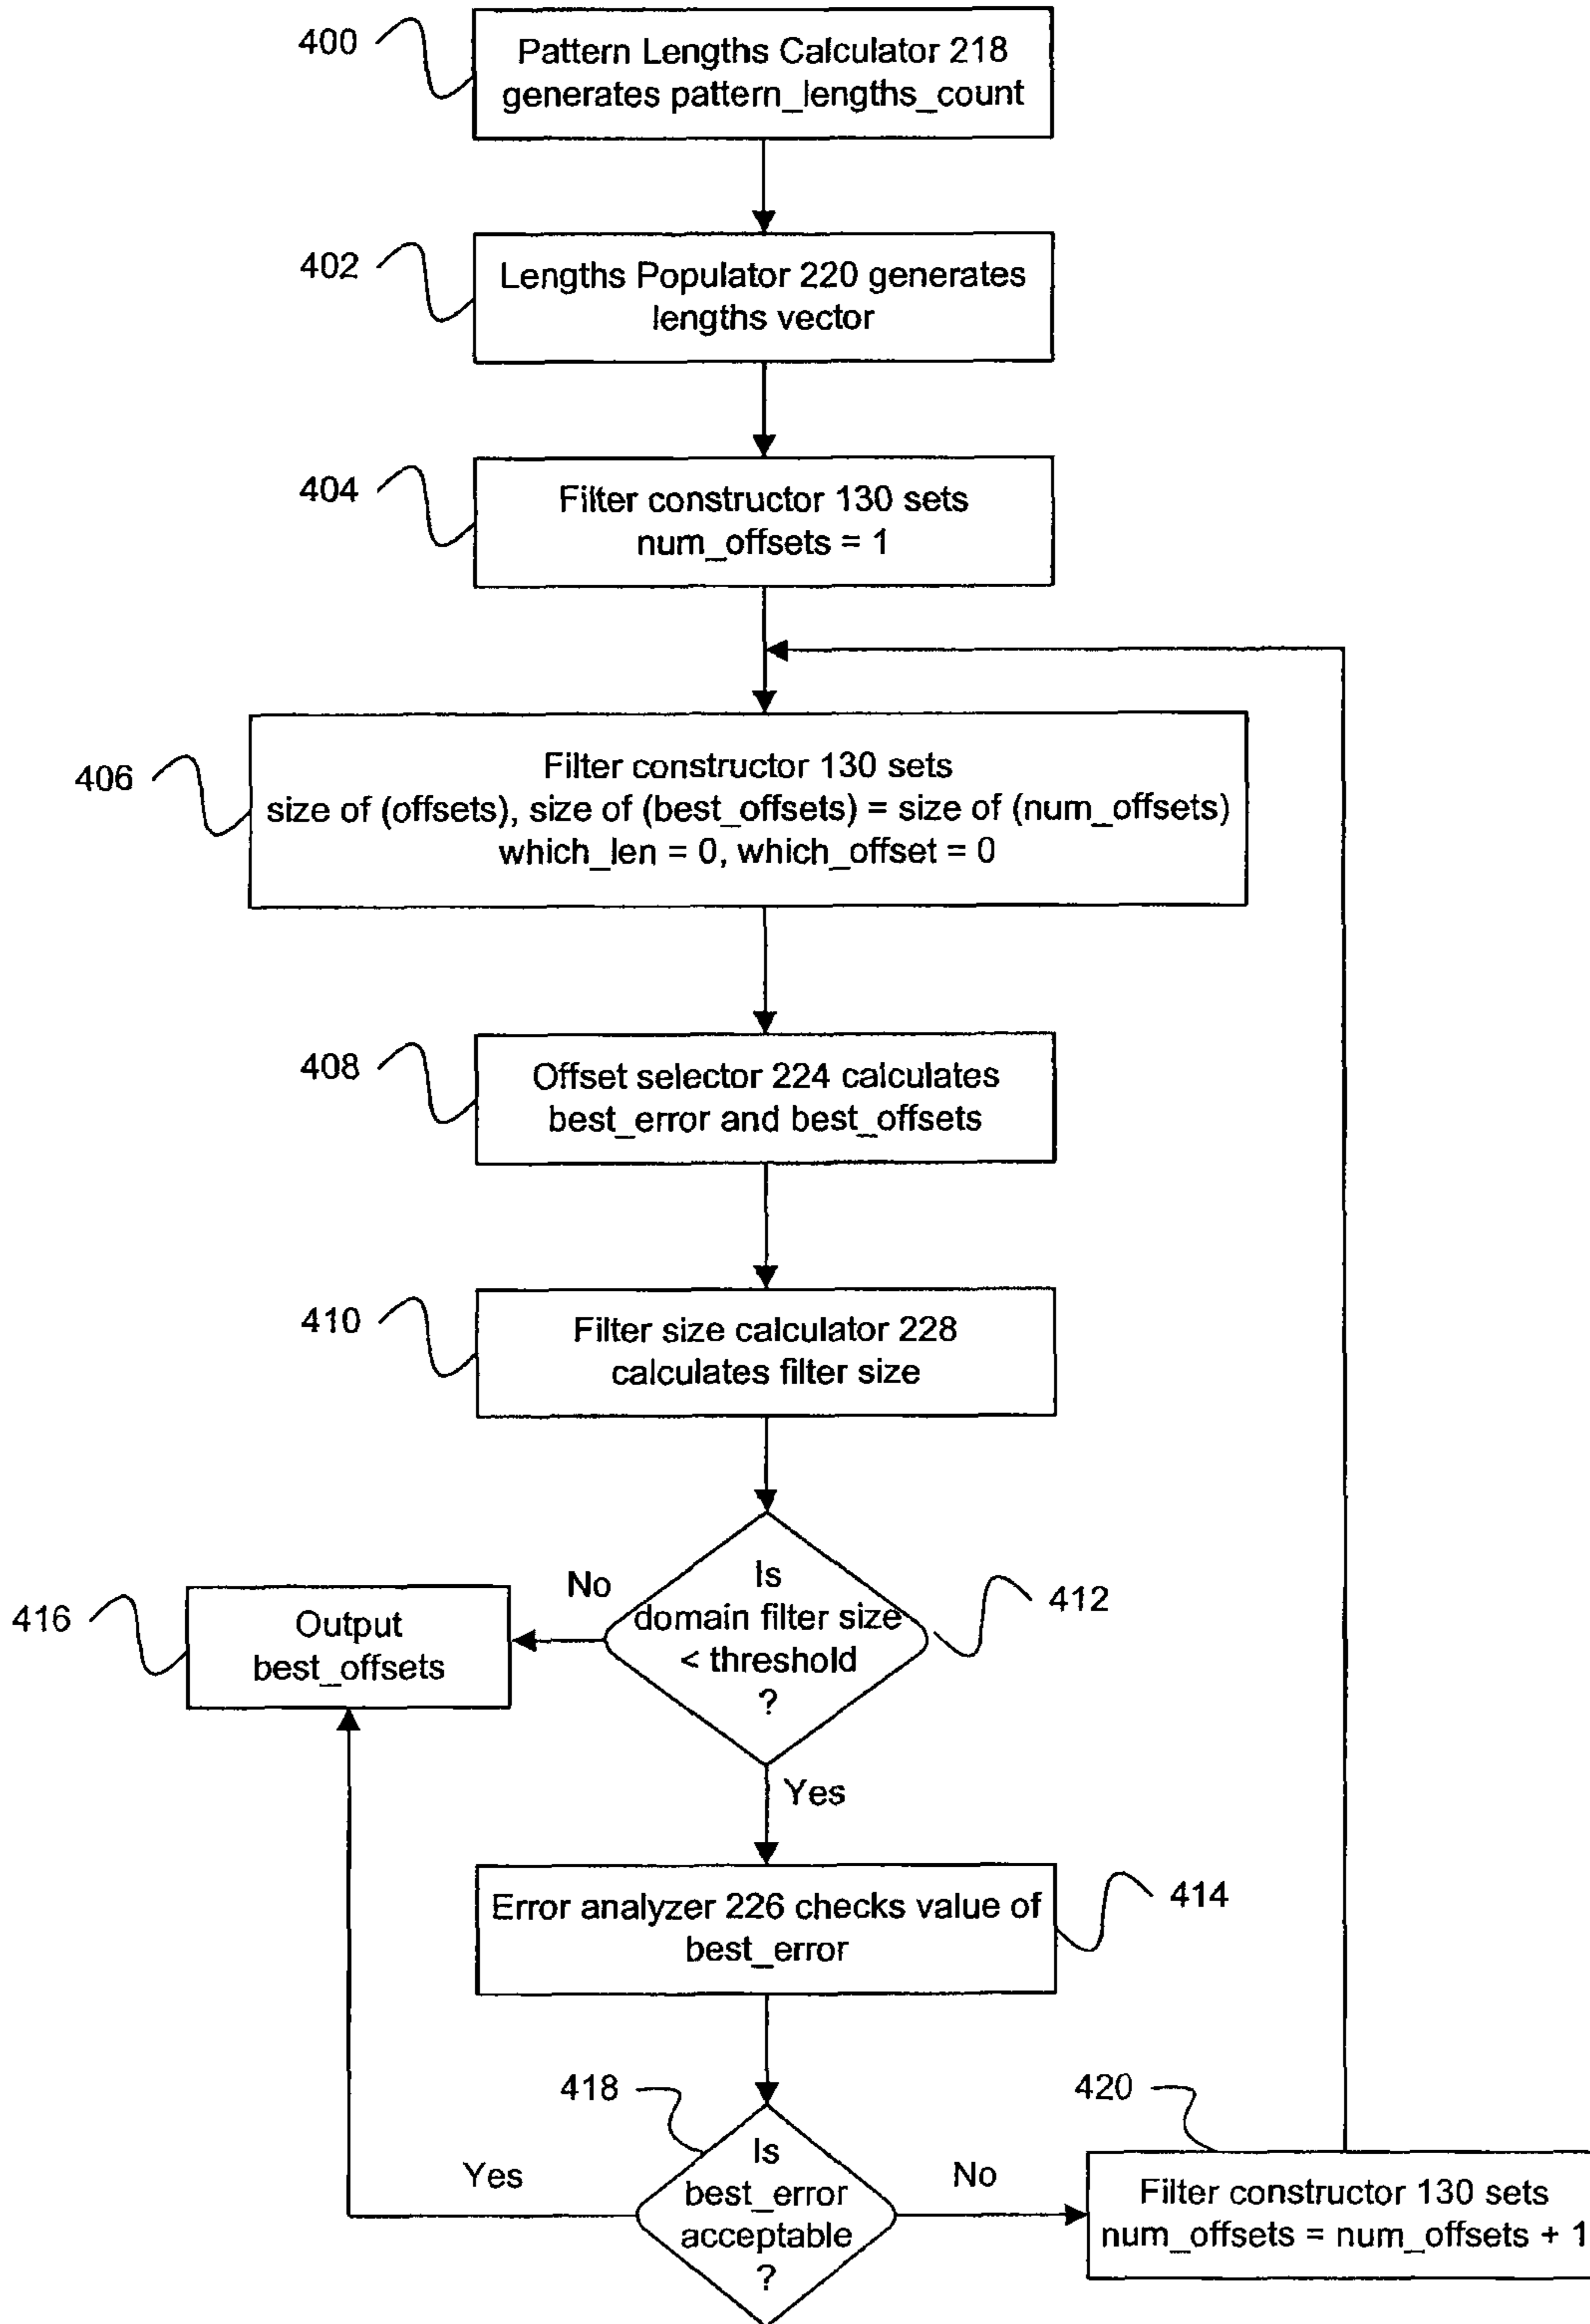 400
Pattern Lengths Calculator 218
generates pattern_lengths_count
402
Lengths Populator 220 generates
lengths vector
404
Filter constructor 130 sets
num_offsets = 1
406
Filter constructor 130 sets
size of (offsets), size of (best_offsets) = size of (num_offsets)
which_len = 0, which_offset = 0
408
Offset selector 224 calculates
best_error and best_offsets
410
Filter size calculator 228
calculates filter size
416
Output
best_offsets
No
Is
domain filter size
< threshold
?
412
Yes
Error analyzer 226 checks value of
best_error
414
418
Yes
Is
best_error
acceptable
?
No
420
Filter constructor 130 sets
num_offsets = num_offsets + 1